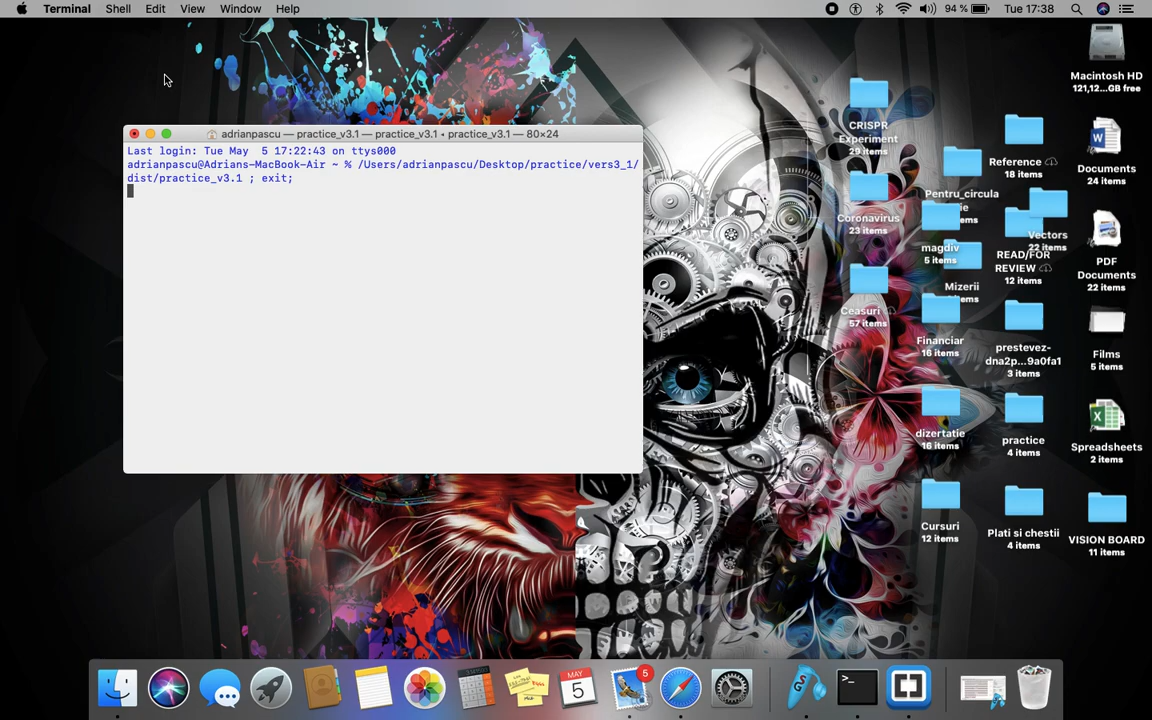 Terminal Shell Edit View Window Help 94 % Tue 17:38
adrianpascu — practice_v3.1 — practice_v3.1 • practice_v3.1 — 80×24
Last login: Tue May  5 17:22:43 on ttys000
adrianpascu@Adrians-MacBook-Air ~ % /Users/adrianpascu/Desktop/practice/vers3_1/
dist/practice_v3.1 ; exit;
Macintosh HD
121,12...GB free
CRISPR
Experiment
29 items
Reference
18 items
Documents
24 items
Pentru_circula
Coronavirus
23 items
magdiv
5 items
Vectors
22 items
READ/FOR
REVIEW
12 items
PDF
Documents
22 items
Mizerii
Ceasuri
57 items
Financiar
16 items
prestevez-
dna2p...9a0fa1
3 items
Films
5 items
dizertatie
16 items
practice
4 items
Spreadsheets
2 items
Cursuri
12 items
Plati si chestii
4 items
VISION BOARD
11 items
MAY
5
5
>_